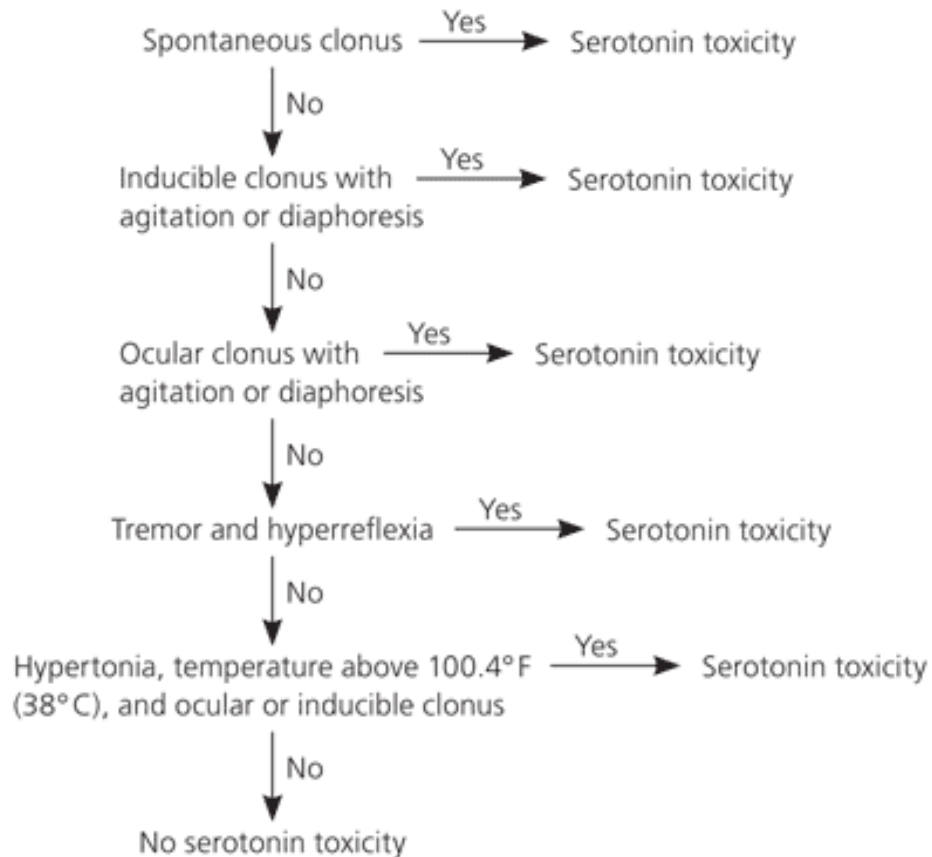 Spontaneous clonus Yes Serotonin toxicity
No
Inducible clonus with Yes Serotonin toxicity
agitation or diaphoresis
No
Ocular clonus with Yes Serotonin toxicity
agitation or diaphoresis
No
Tremor and hyperreflexia Yes Serotonin toxicity
No
Hypertonia, temperature above 100.4°F Yes Serotonin toxicity
(38°C), and ocular or inducible clonus
No
No serotonin toxicity